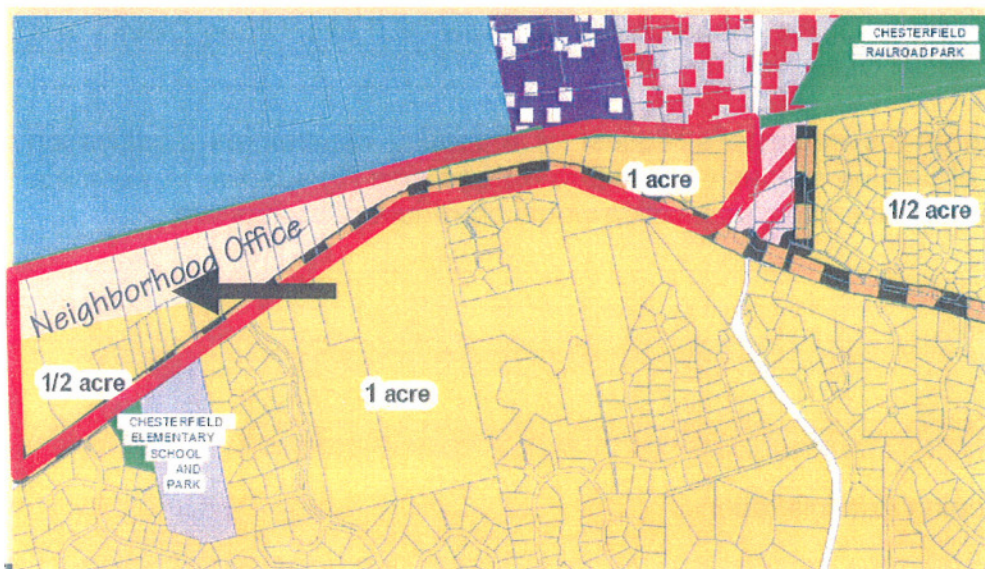 CHESTERFIELD
RAILROAD PARK
1 acre
1/2 acre
Neighborhood Office
1/2 acre
1 acre
CHESTERFIELD
ELEMENTARY
SCHOOL
AND
PARK